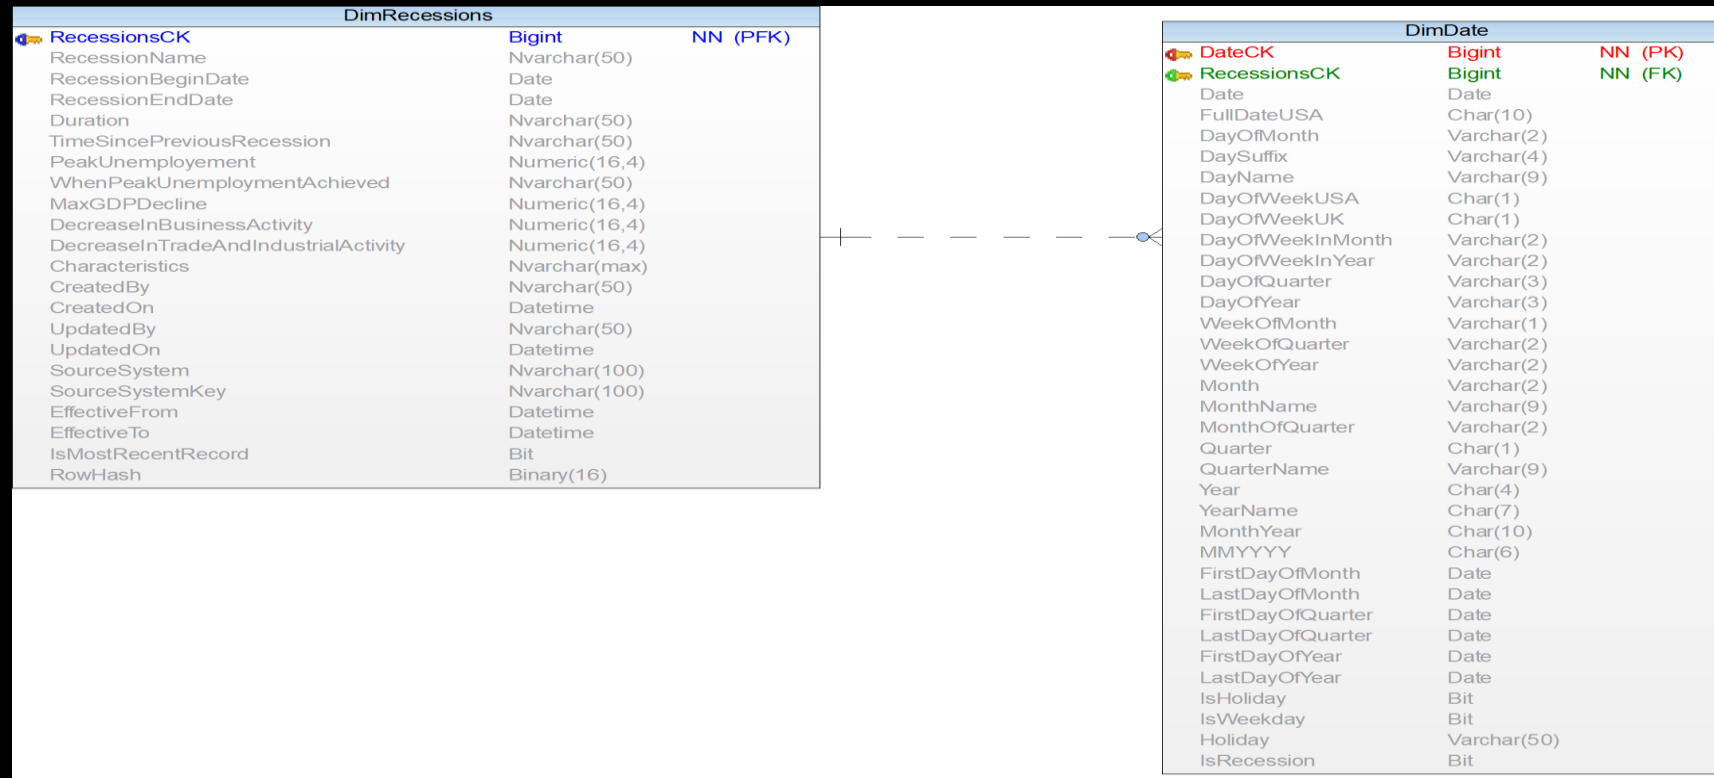 DimRecessions
RecessionsCK Bigint NN (PFK)
RecessionName Nvarchar(50)
RecessionBeginDate Date
RecessionEndDate Date
Duration Nvarchar(50)
TimeSincePreviousRecession Nvarchar(50)
PeakUnemployement Numeric(16,4)
WhenPeakUnemploymentAchieved Nvarchar(50)
MaxGDPDecline Numeric(16,4)
DecreaseInBusinessActivity Numeric(16,4)
DecreaseInTradeAndIndustrialActivity Numeric(16,4)
Characteristics Nvarchar(max)
CreatedBy Nvarchar(50)
CreatedOn Datetime
UpdatedBy Nvarchar(50)
UpdatedOn Datetime
SourceSystem Nvarchar(100)
SourceSystemKey Nvarchar(100)
EffectiveFrom Datetime
EffectiveTo Datetime
IsMostRecentRecord Bit
RowHash Binary(16)
DimDate
DateCK Bigint NN (PK)
RecessionsCK Bigint NN (FK)
Date Date
FullDateUSA Char(10)
DayOfMonth Varchar(2)
DaySuffix Varchar(4)
DayName Varchar(9)
DayOfWeekUSA Char(1)
DayOfWeekUK Char(1)
DayOfWeekInMonth Varchar(2)
DayOfWeekInYear Varchar(2)
DayOfQuarter Varchar(3)
DayOfYear Varchar(3)
WeekOfMonth Varchar(1)
WeekOfQuarter Varchar(2)
WeekOfYear Varchar(2)
Month Varchar(2)
MonthName Varchar(9)
MonthOfQuarter Varchar(2)
Quarter Char(1)
QuarterName Varchar(9)
Year Char(4)
YearName Char(7)
MonthYear Char(10)
MMYYYY Char(6)
FirstDayOfMonth Date
LastDayOfMonth Date
FirstDayOfQuarter Date
LastDayOfQuarter Date
FirstDayOfYear Date
LastDayOfYear Date
IsHoliday Bit
IsWeekday Bit
Holiday Varchar(50)
IsRecession Bit